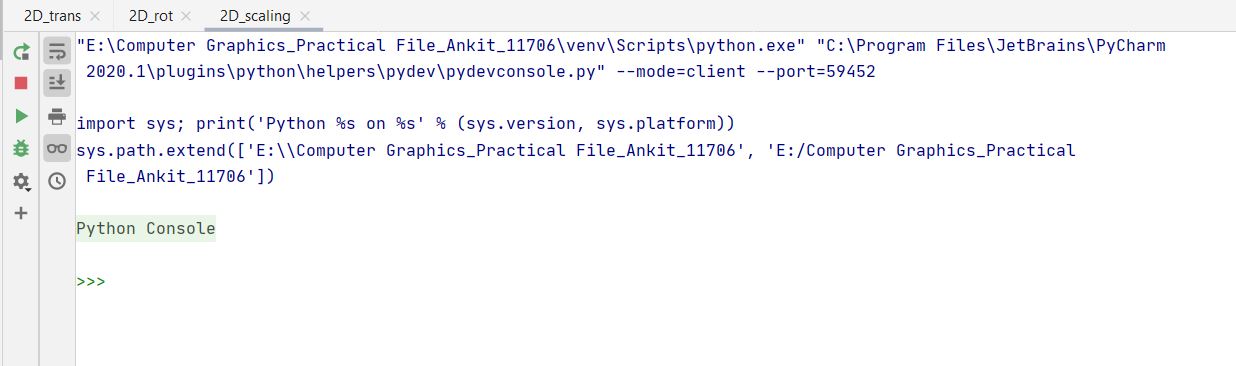 2D_trans 2D_rot 2D_scaling
"E:\Computer Graphics_Practical File_Ankit_11706\venv\Scripts\python.exe" "C:\Program Files\JetBrains\PyCharm
2020.1\plugins\python\helpers\pydev\pydevconsole.py" --mode=client --port=59452
import sys; print('Python %s on %s' % (sys.version, sys.platform))
sys.path.extend(['E:\\Computer Graphics_Practical File_Ankit_11706', 'E:/Computer Graphics_Practical
File_Ankit_11706'])
Python Console
>>>